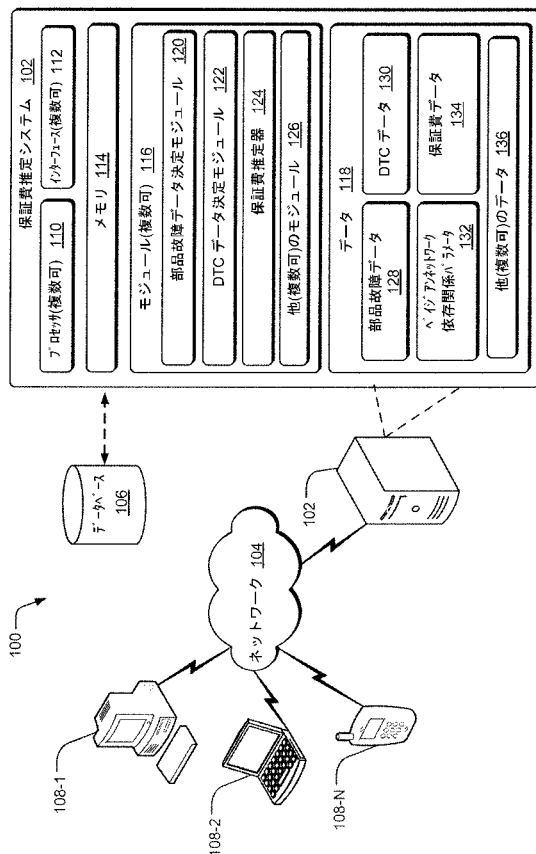 100
保証費推定システム 102
プロセッサ(複数可) 110
インターフェース(複数可) 112
メモリ 114
モジュール(複数可) 116
部品故障データ決定モジュール 120
DTC データ決定モジュール 122
保証費推定器 124
他(複数可)のモジュール 126
データ 118
部品故障データ 128
DTC データ 130
ベイジアンネットワーク
依存関係パラメータ 132
保証費データ 134
他(複数可)のデータ 136
データベース
106
ネットワーク 104
102
108-1
108-2
108-N